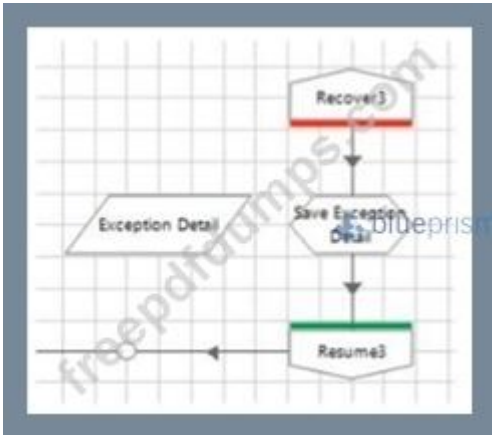 Recover3
Exception Detail
Save Exception
Detail
blueprism
Resume3
freepdfdumps.com